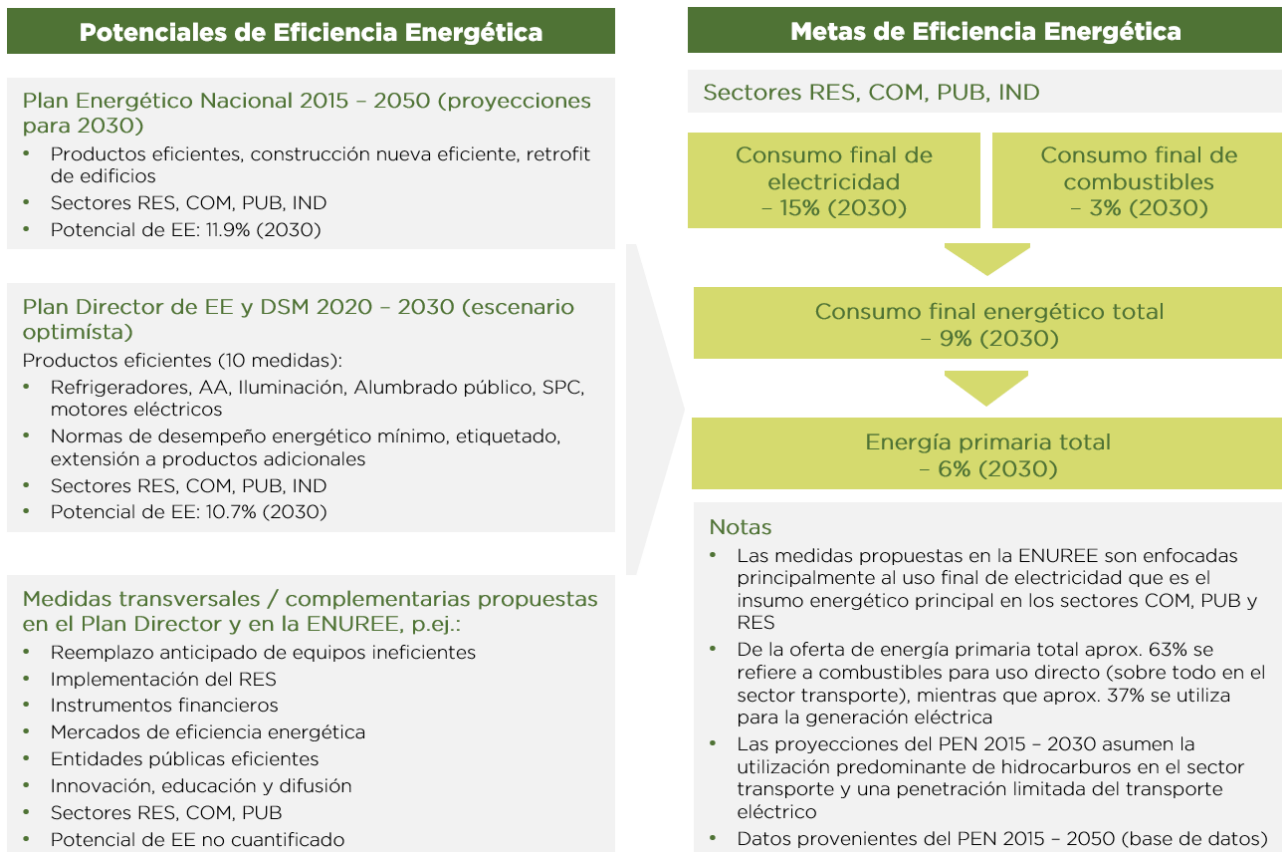 Potenciales de Eficiencia Energética
Plan Energético Nacional 2015 – 2050 (proyecciones
para 2030)
• Productos eficientes, construcción nueva eficiente, retrofit
de edificios
• Sectores RES, COM, PUB, IND
• Potencial de EE: 11.9% (2030)
Plan Director de EE y DSM 2020 – 2030 (escenario
optimísta)
Productos eficientes (10 medidas):
• Refrigeradores, AA, Iluminación, Alumbrado público, SPC,
motores eléctricos
• Normas de desempeño energético mínimo, etiquetado,
extensión a productos adicionales
• Sectores RES, COM, PUB, IND
• Potencial de EE: 10.7% (2030)
Medidas transversales / complementarias propuestas
en el Plan Director y en la ENUREE, p.ej.:
• Reemplazo anticipado de equipos ineficientes
• Implementación del RES
• Instrumentos financieros
• Mercados de eficiencia energética
• Entidades públicas eficientes
• Innovación, educación y difusión
• Sectores RES, COM, PUB
• Potencial de EE no cuantificado
Metas de Eficiencia Energética
Sectores RES, COM, PUB, IND
Consumo final de
electricidad
– 15% (2030)
Consumo final de
combustibles
– 3% (2030)
Consumo final energético total
– 9% (2030)
Energía primaria total
– 6% (2030)
Notas
• Las medidas propuestas en la ENUREE son enfocadas
principalmente al uso final de electricidad que es el
insumo energético principal en los sectores COM, PUB y
RES
• De la oferta de energía primaria total aprox. 63% se
refiere a combustibles para uso directo (sobre todo en el
sector transporte), mientras que aprox. 37% se utiliza
para la generación eléctrica
• Las proyecciones del PEN 2015 – 2030 asumen la
utilización predominante de hidrocarburos en el sector
transporte y una penetración limitada del transporte
eléctrico
• Datos provenientes del PEN 2015 – 2050 (base de datos)